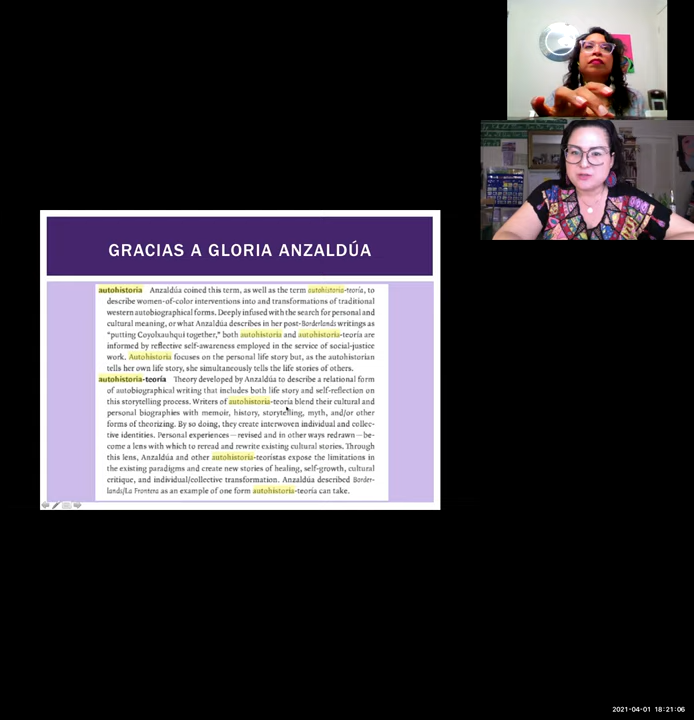 GRACIAS A GLORIA ANZALDÚA
autohistoria Anzaldúa coined this term, as well as the term autohistoria-teoría, to
describe women-of-color interventions into and transformations of traditional
western autobiographical forms. Deeply infused with the search for personal and
cultural meaning, or what Anzaldúa describes in her post-Borderlands writings as
"putting Coyolxauhqui together," both autohistoria and autohistoria-teoría are
informed by reflective self-awareness employed in the service of social-justice
work. Autohistoria focuses on the personal life story but, as the autohistorian
tells her own life story, she simultaneously tells the life stories of others.
autohistoria-teoría Theory developed by Anzaldúa to describe a relational form
of autobiographical writing that includes both life story and self-reflection on
this storytelling process. Writers of autohistoria-teoría blend their cultural and
personal biographies with memoir, history, storytelling, myth, and/or other
forms of theorizing. By so doing, they create interwoven individual and collec-
tive identities. Personal experiences—revised and in other ways redrawn—be-
come a lens with which to reread and rewrite existing cultural stories. Through
this lens, Anzaldúa and other autohistoria-teoristas expose the limitations in
the existing paradigms and create new stories of healing, self-growth, cultural
critique, and individual/collective transformation. Anzaldúa described Border-
lands/La Frontera as an example of one form autohistoria-teoría can take.
2021-04-01 18:21:06